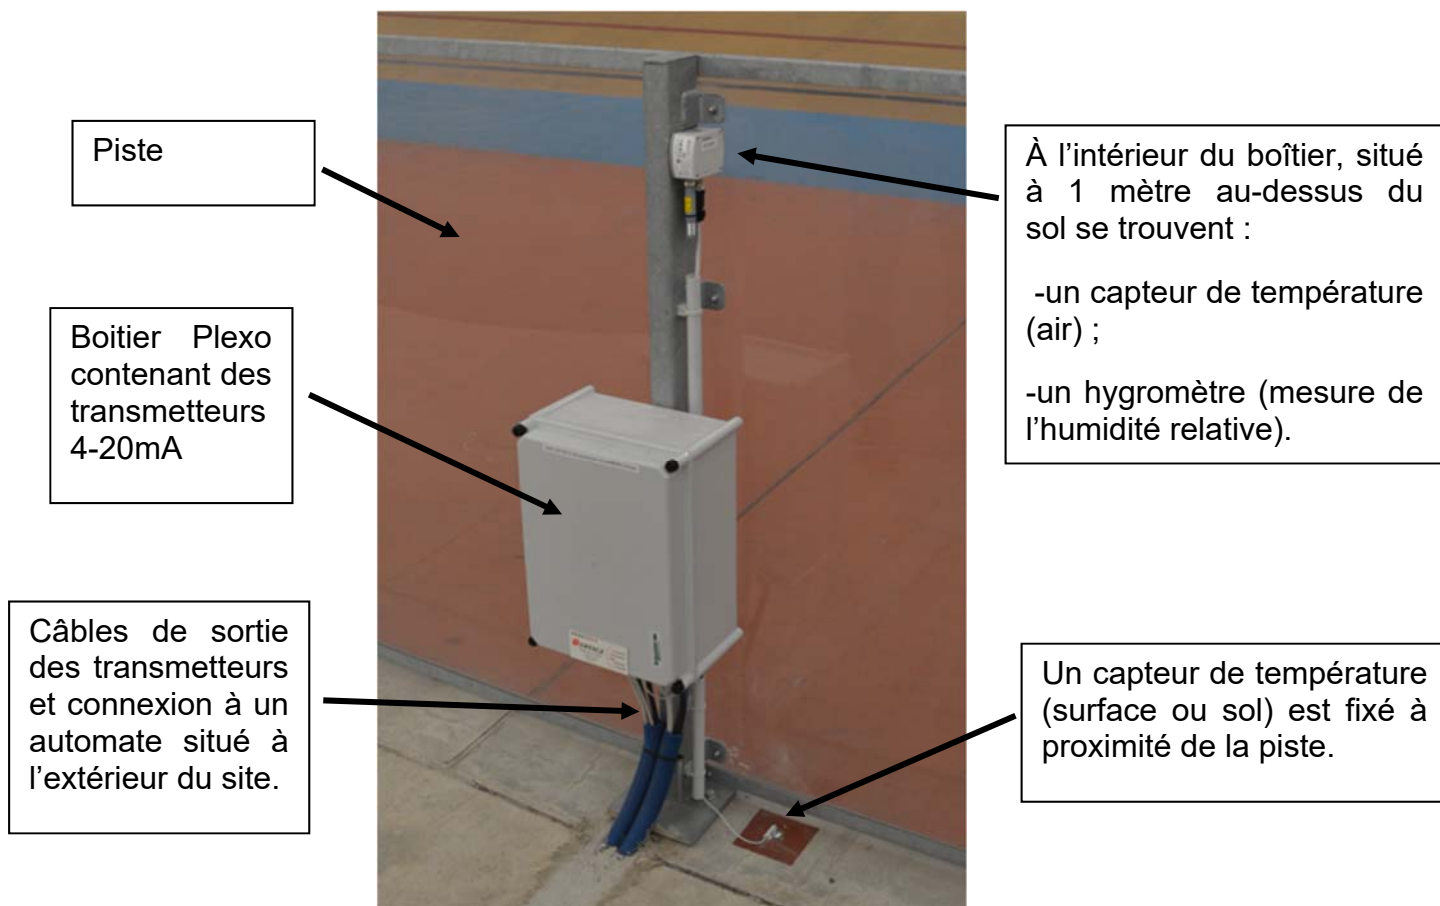 Piste
Boitier Plexo
contenant des
transmetteurs
4-20mA
Câbles de sortie
des transmetteurs
et connexion à un
automate situé à
l’extérieur du site.
À l’intérieur du boîtier, situé
à 1 mètre au-dessus du
sol se trouvent :
-un capteur de température
(air) ;
-un hygromètre (mesure de
l’humidité relative).
Un capteur de température
(surface ou sol) est fixé à
proximité de la piste.